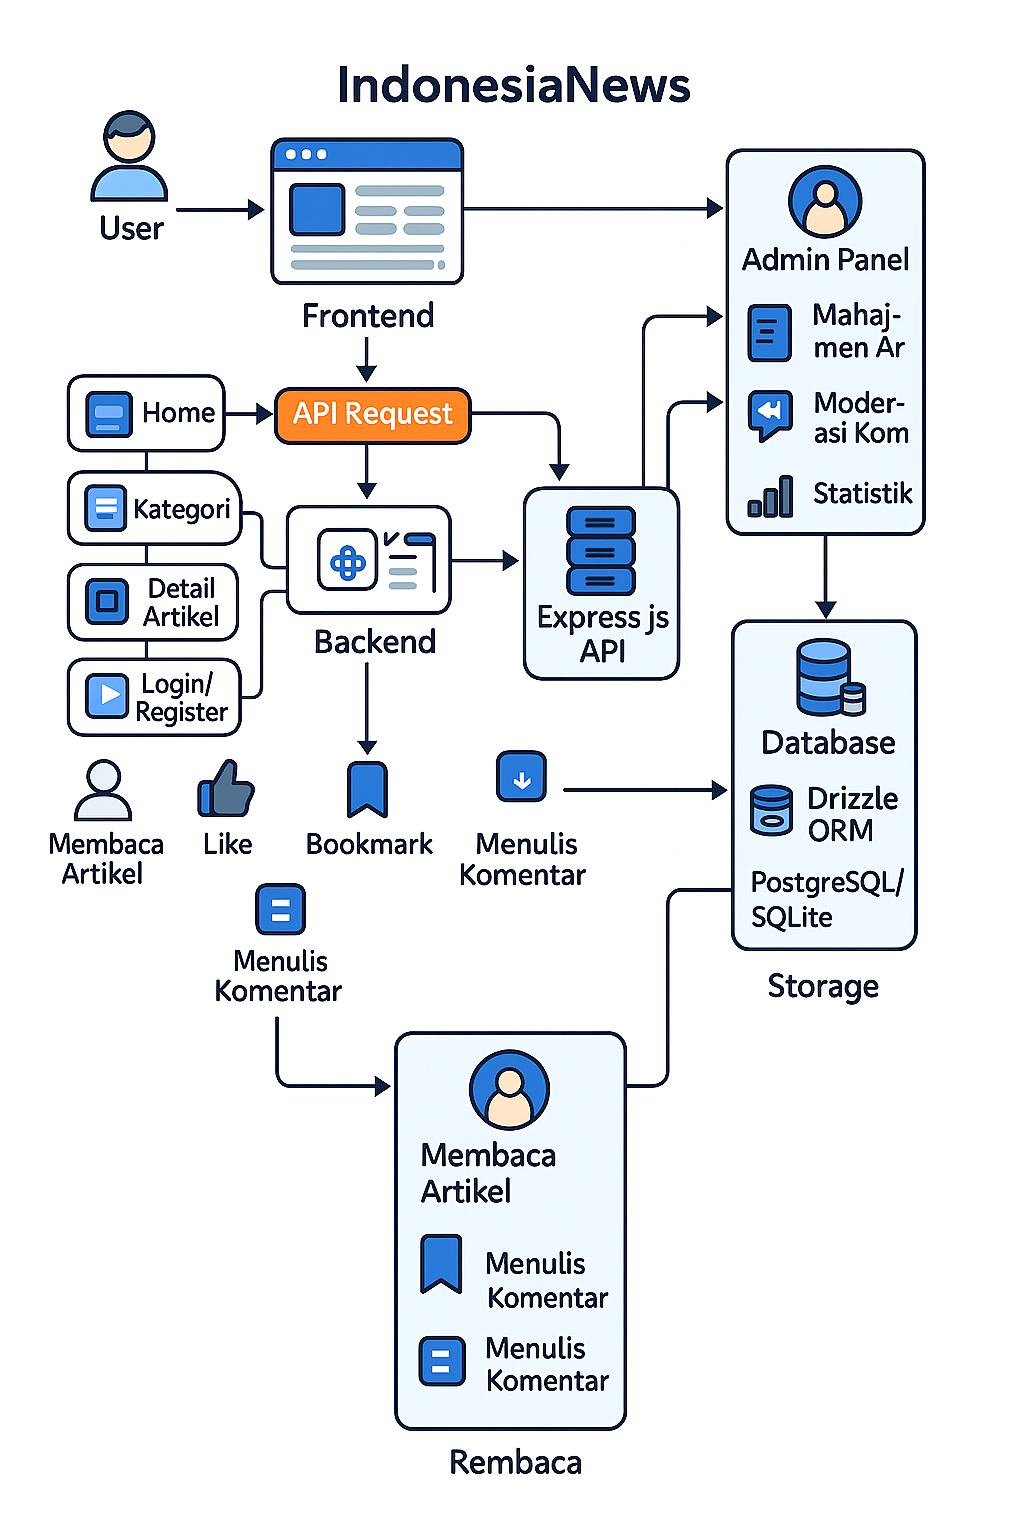 IndonesiaNews
User
Frontend
Admin Panel
Mahaj-
men Ar
Moder-
asi Kom
Statistik
Home
API Request
Kategori
Detail
Artikel
Login/
Register
Backend
Express js
API
Database
Drizzle
ORM
PostgreSQL/
SQLite
Storage
Membaca
Artikel
Like
Bookmark
Menulis
Komentar
Menulis
Komentar
Membaca
Artikel
Menulis
Komentar
Menulis
Komentar
Rembaca